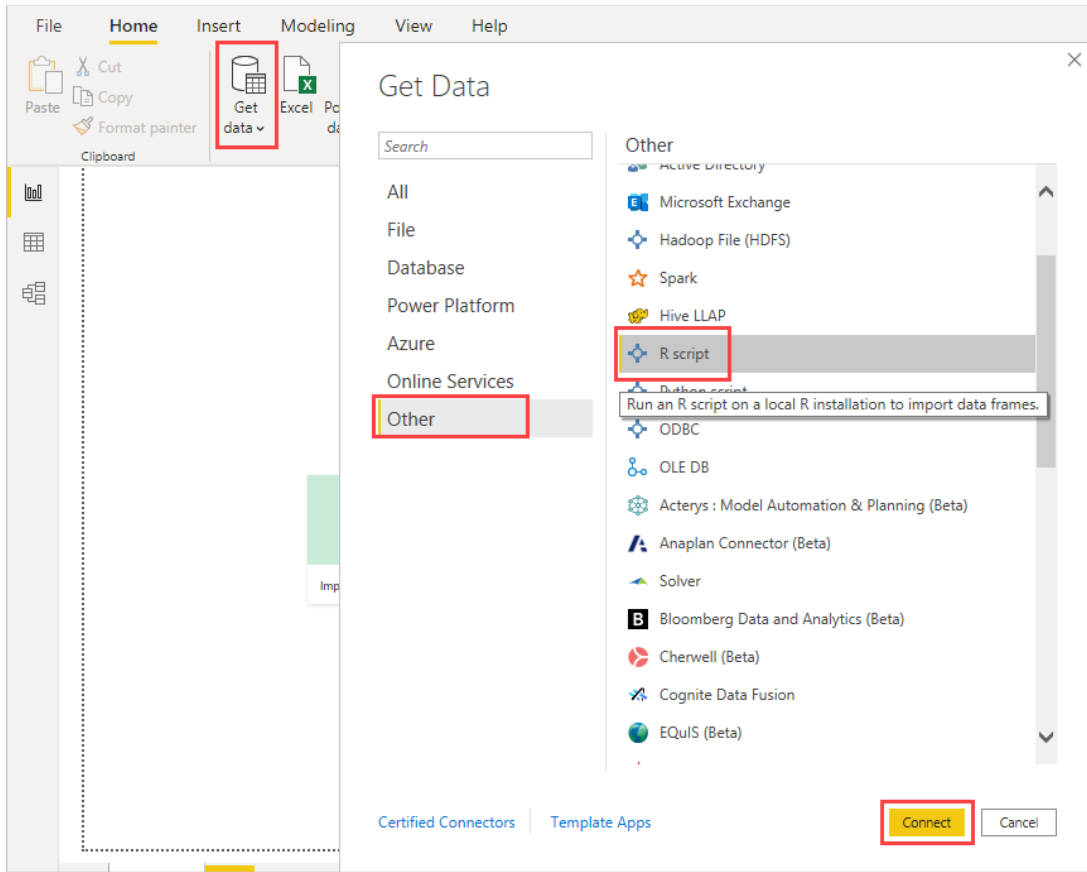 File Home Insert Modeling View Help
Cut
Copy
Format painter
Paste
Clipboard
Get data
Excel
Get Data
Search
All
File
Database
Power Platform
Azure
Online Services
Other
Other
Active Directory
Microsoft Exchange
Hadoop File (HDFS)
Spark
Hive LLAP
R script
Python script
Run an R script on a local R installation to import data frames.
ODBC
OLE DB
Acterys : Model Automation & Planning (Beta)
Anaplan Connector (Beta)
Solver
Bloomberg Data and Analytics (Beta)
Cherwell (Beta)
Cognite Data Fusion
EQuIS (Beta)
Certified Connectors
Template Apps
Connect
Cancel